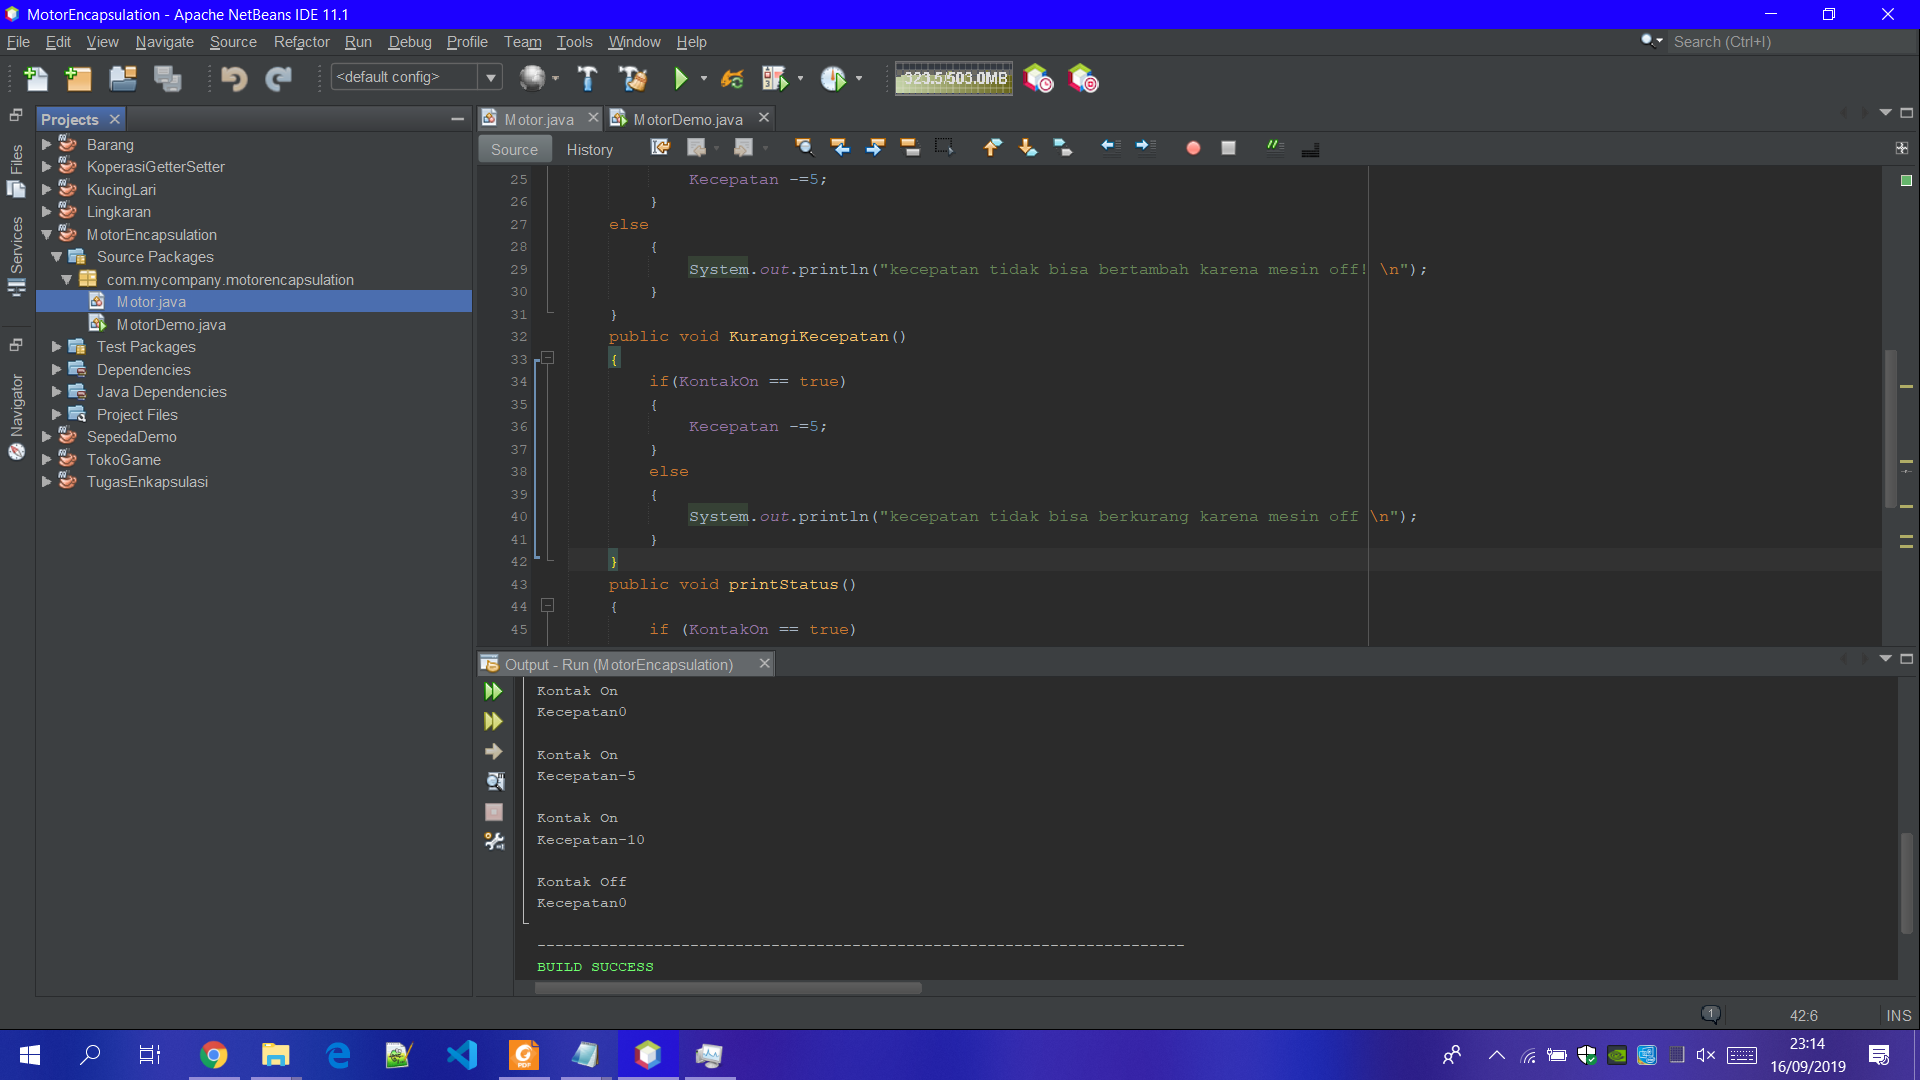 MotorEncapsulation - Apache NetBeans IDE 11.1
File Edit View Navigate Source Refactor Run Debug Profile Team Tools Window Help
Search (Ctrl+I)
<default config>
323.5/503.0MB
Projects
Motor.java
MotorDemo.java
Source History
Files
Services
Navigator
Barang
KoperasiGetterSetter
KucingLari
Lingkaran
MotorEncapsulation
Source Packages
com.mycompany.motorencapsulation
Motor.java
MotorDemo.java
Test Packages
Dependencies
Java Dependencies
Project Files
SepedaDemo
TokoGame
TugasEnkapsulasi
25 Kecepatan -=5;
26 }
27 else
28 {
29 System.out.println("kecepatan tidak bisa bertambah karena mesin off! \n");
30 }
31 }
32 public void KurangiKecepatan()
33 {
34 if(KontakOn == true)
35 {
36 Kecepatan -=5;
37 }
38 else
39 {
40 System.out.println("kecepatan tidak bisa berkurang karena mesin off \n");
41 }
42 }
43 public void printStatus()
44 {
45 if (KontakOn == true)
Output - Run (MotorEncapsulation)
Kontak On
Kecepatan0
Kontak On
Kecepatan-5
Kontak On
Kecepatan-10
Kontak Off
Kecepatan0
------------------------------------------------------------------------
BUILD SUCCESS
1
42:6
INS
23:14
16/09/2019